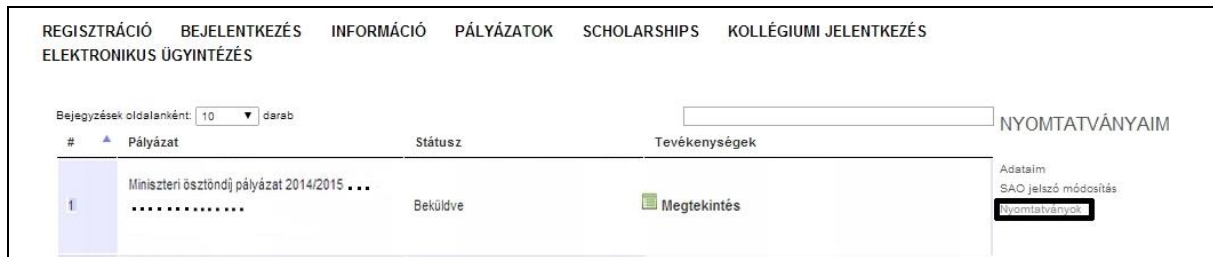 REGISZTRÁCIÓ BEJELENTKEZÉS INFORMÁCIÓ PÁLYÁZATOK SCHOLARSHIPS KOLLÉGIUMI JELENTKEZÉS
ELEKTRONIKUS ÜGYINTÉZÉS
Bejegyzések oldalanként: 10 darab
# Pályázat Státusz Tevékenységek
1 Miniszteri ösztöndíj pályázat 2014/2015 ...
..............
Beküldve Megtekintés
NYOMTATVÁNYAIM
Adataim
SAO jelszó módosítás
Nyomtatványok